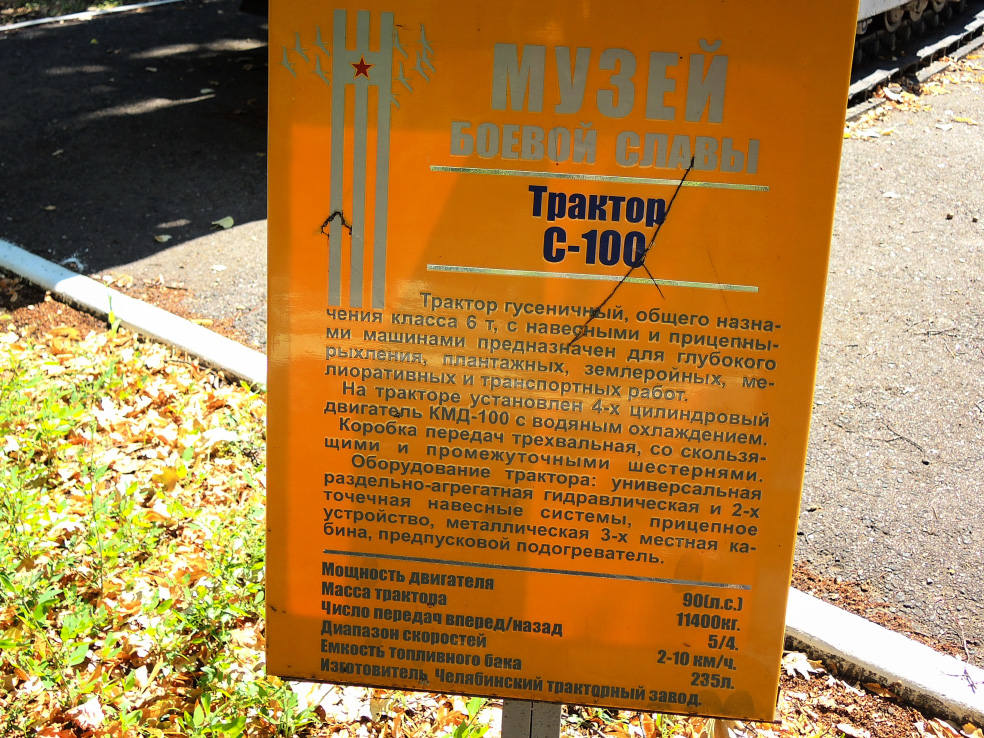 МУЗЕЙ
БОЕВОЙ СЛАВЫ
Трактор
С-100
Трактор гусеничный, общего назна-
чения класса 6 т, с навесными и прицепны-
ми машинами предназначен для глубокого
рыхления, плантажных, землеройных, ме-
лиоративных и транспортных работ.
На тракторе установлен 4-х цилиндровый
двигатель КМД-100 с водяным охлаждением.
Коробка передач трехвальная, со скользя-
щими и промежуточными шестернями.
Оборудование трактора: универсальная
раздельно-агрегатная гидравлическая и 2-х
точечная навесные системы, прицепное
устройство, металлическая 3-х местная ка-
бина, предпусковой подогреватель.
Мощность двигателя 90(л.с.)
Масса трактора 11400кг.
Число передач вперед/назад 5/4.
Диапазон скоростей 2-10 км/ч.
Емкость топливного бака 235л.
Изготовитель Челябинский тракторный завод.